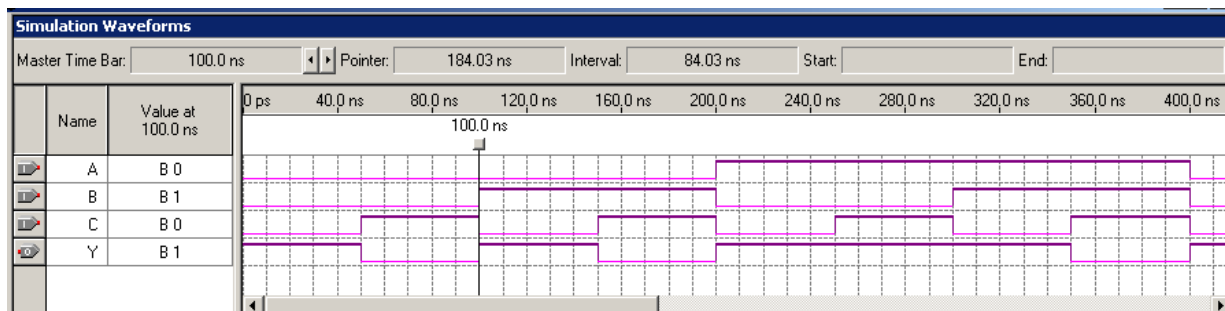 Simulation Waveforms
Master Time Bar: 100.0 ns Pointer: 184.03 ns Interval: 84.03 ns Start: End:
Name Value at 100.0 ns 0 ps 40.0 ns 80.0 ns 120.0 ns 160.0 ns 200.0 ns 240.0 ns 280.0 ns 320.0 ns 360.0 ns 400.0 ns
100.0 ns
A B 0
B B 1
C B 0
Y B 1